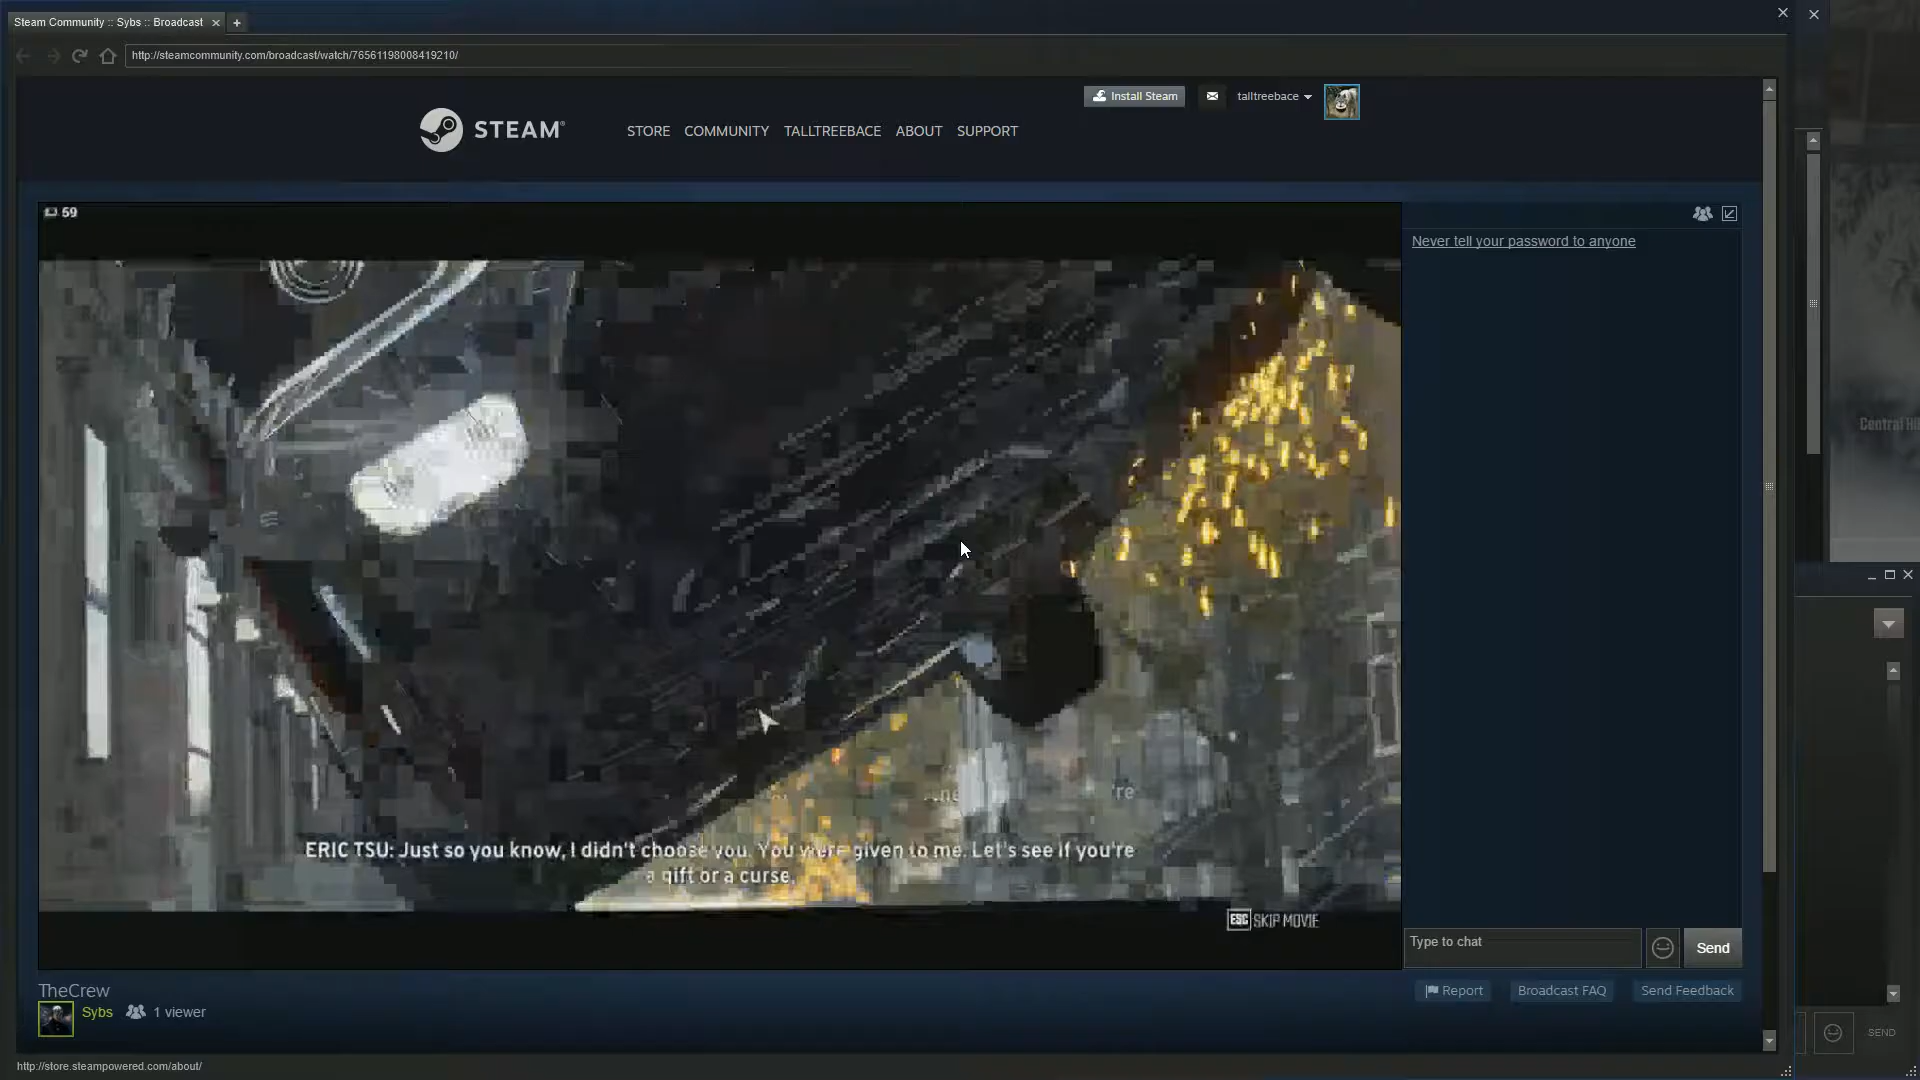 Steam Community :: Sybs :: Broadcast
http://steamcommunity.com/broadcast/watch/76561198008419210/
Install Steam
talltreebace
STEAM®
STORE
COMMUNITY
TALLTREEBACE
ABOUT
SUPPORT
59
Never tell your password to anyone
ERIC TSU: Just so you know, I didn't choose you. You were given to me. Let's see if you're
a gift or a curse.
ESC SKIP MOVIE
Type to chat
Send
TheCrew
Report
Broadcast FAQ
Send Feedback
Sybs
1 viewer
SEND
http://store.steampowered.com/about/